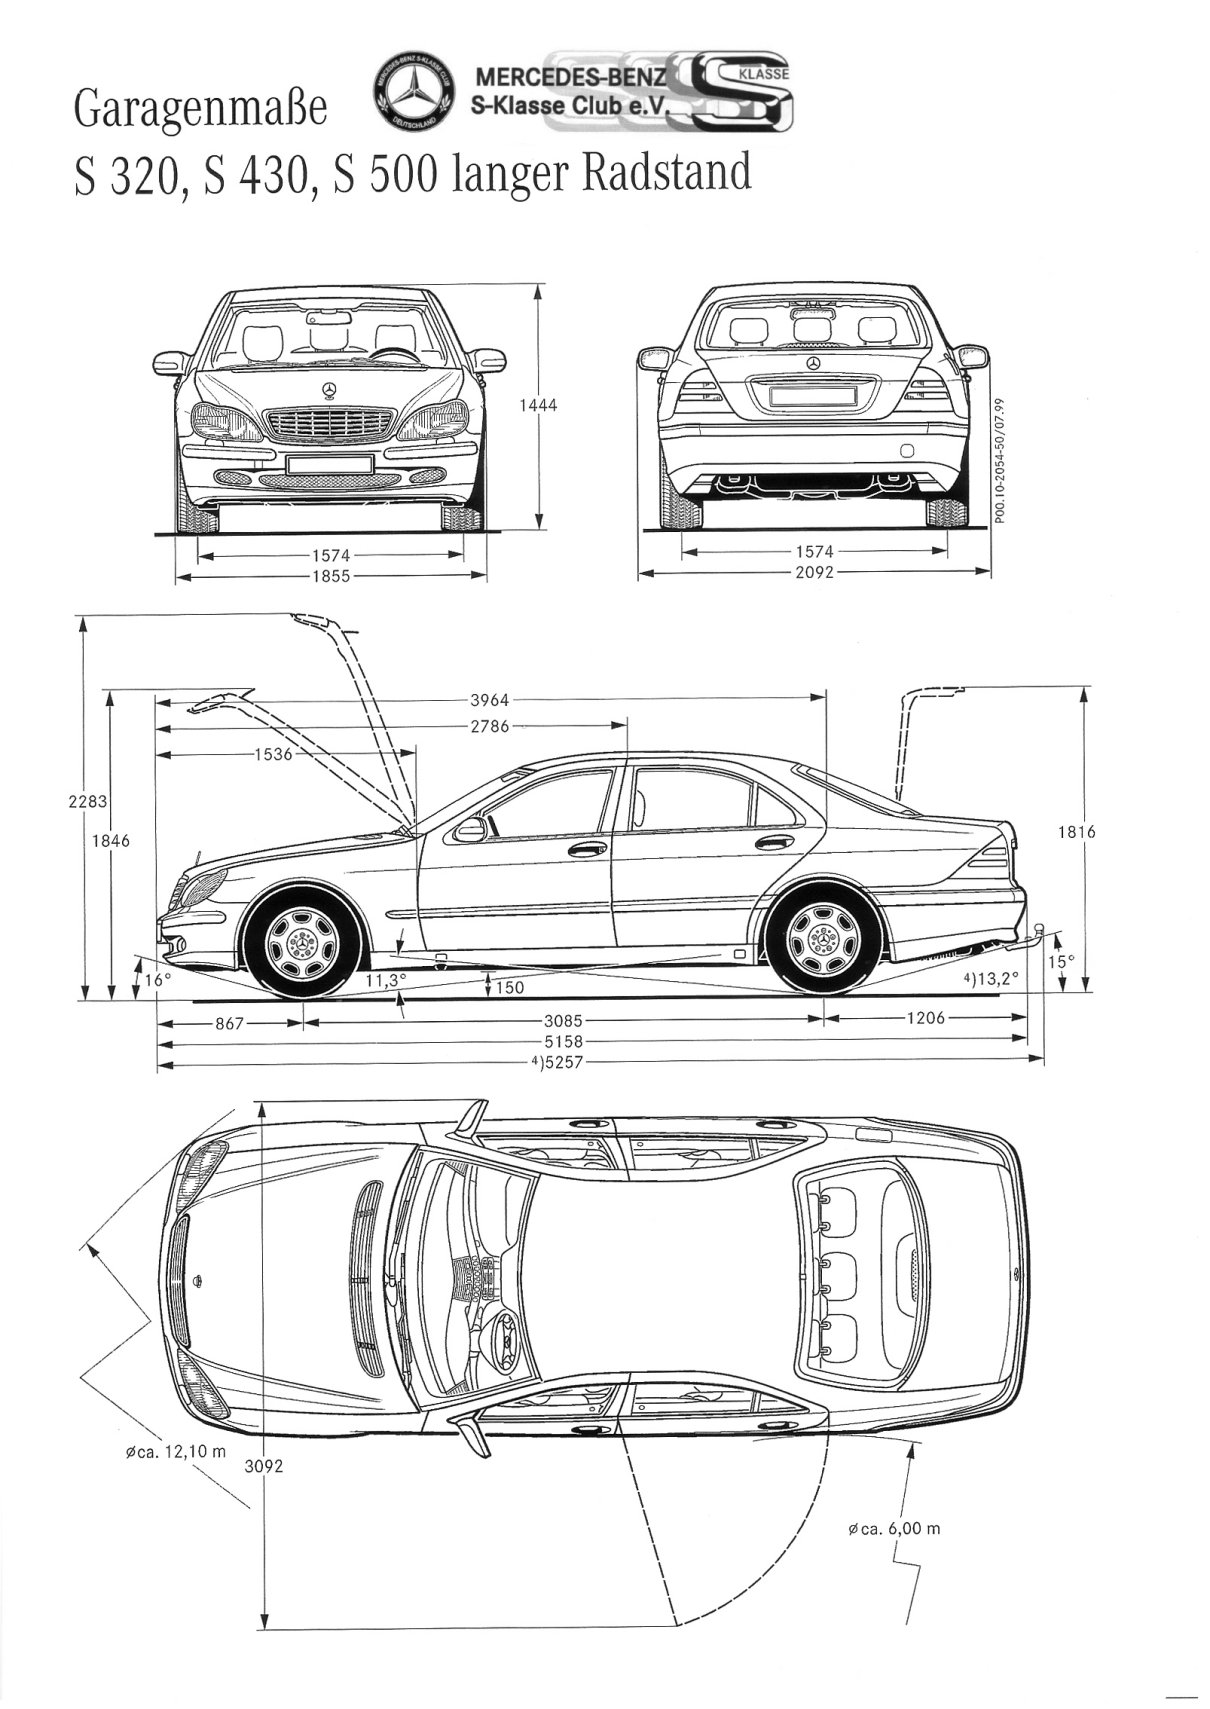 Garagenmaße
MERCEDES-BENZ S-KLASSE CLUB
DEUTSCHLAND
MERCEDES-BENZ
S-Klasse Club e.V.
KLASSE
S 320, S 430, S 500 langer Radstand
1444
1574
1855
1574
2092
P00.10-2054-50/07.99
3964
2786
1536
2283
1846
1816
16°
11,3°
150
4)13,2°
15°
867
3085
1206
5158
4)5257
øca. 12,10 m
3092
øca. 6,00 m